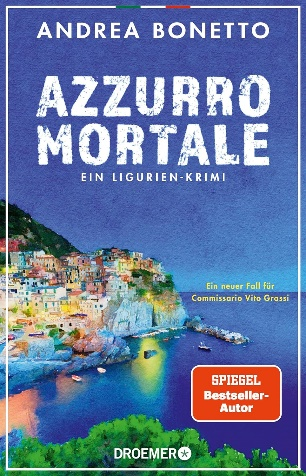 ANDREA BONETTO
AZZURRO
MORTALE
EIN LIGURIEN-KRIMI
Ein neuer Fall für
Commissario Vito Grassi
SPIEGEL
Bestseller-
Autor
DROEMER